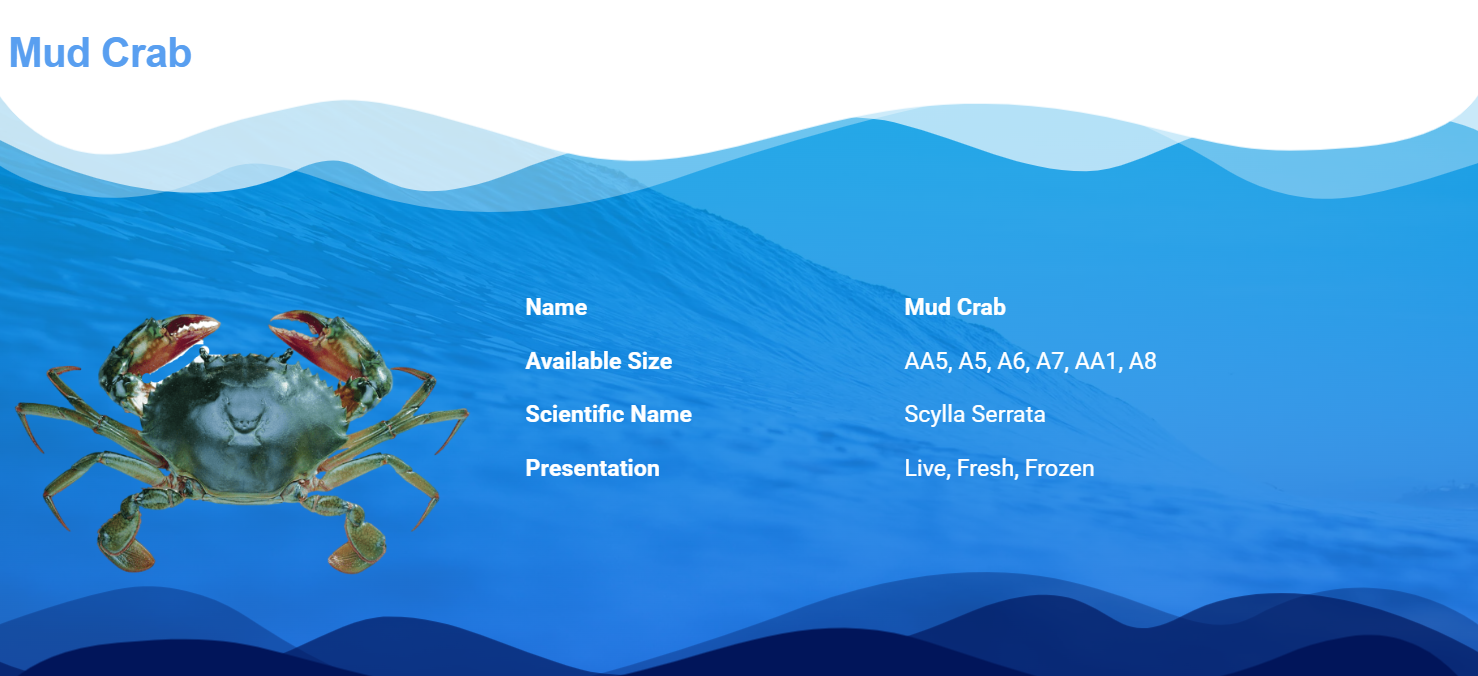 Mud Crab
Name Mud Crab
Available Size AA5, A5, A6, A7, AA1, A8
Scientific Name Scylla Serrata
Presentation Live, Fresh, Frozen